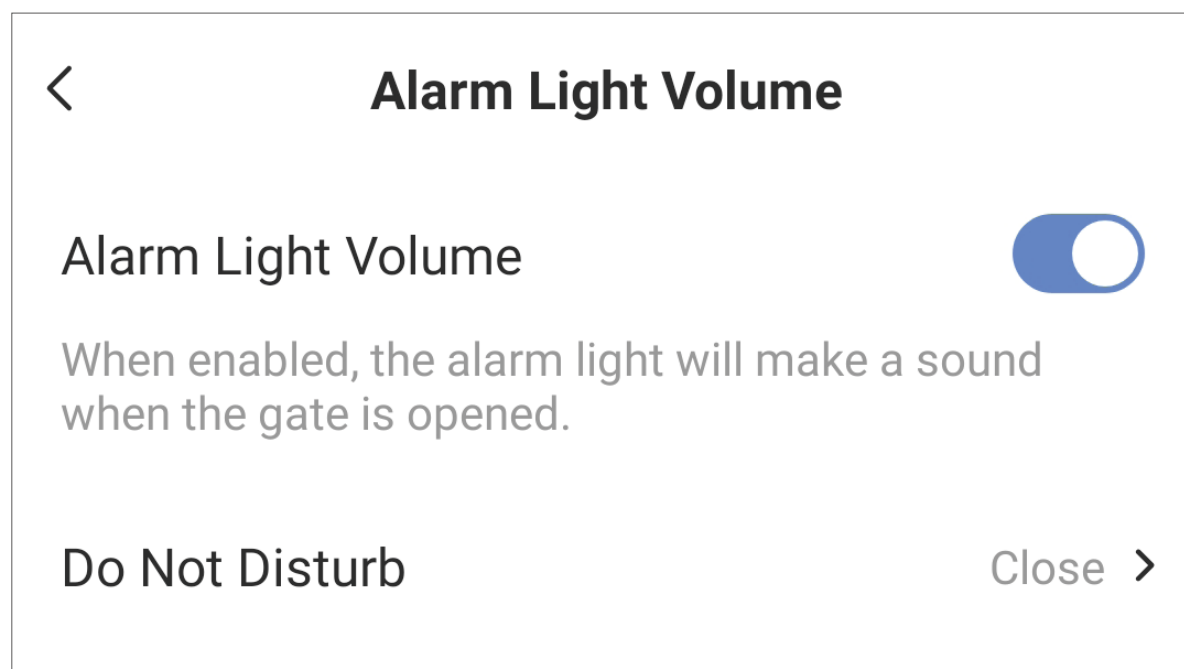 Alarm Light Volume
Alarm Light Volume
When enabled, the alarm light will make a sound
when the gate is opened.
Do Not Disturb Close